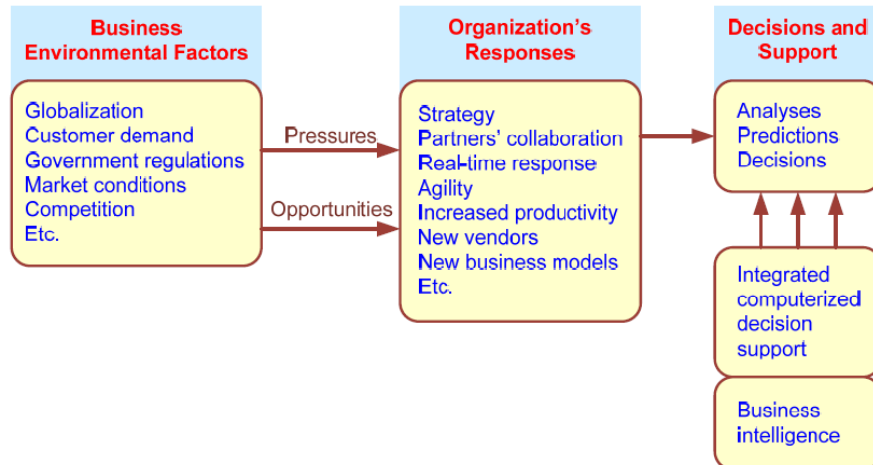 Business
Environmental Factors
Globalization
Customer demand
Government regulations
Market conditions
Competition
Etc.
Pressures
Opportunities
Organization's
Responses
Strategy
Partners' collaboration
Real-time response
Agility
Increased productivity
New vendors
New business models
Etc.
Decisions and
Support
Analyses
Predictions
Decisions
Integrated
computerized
decision
support
Business
intelligence